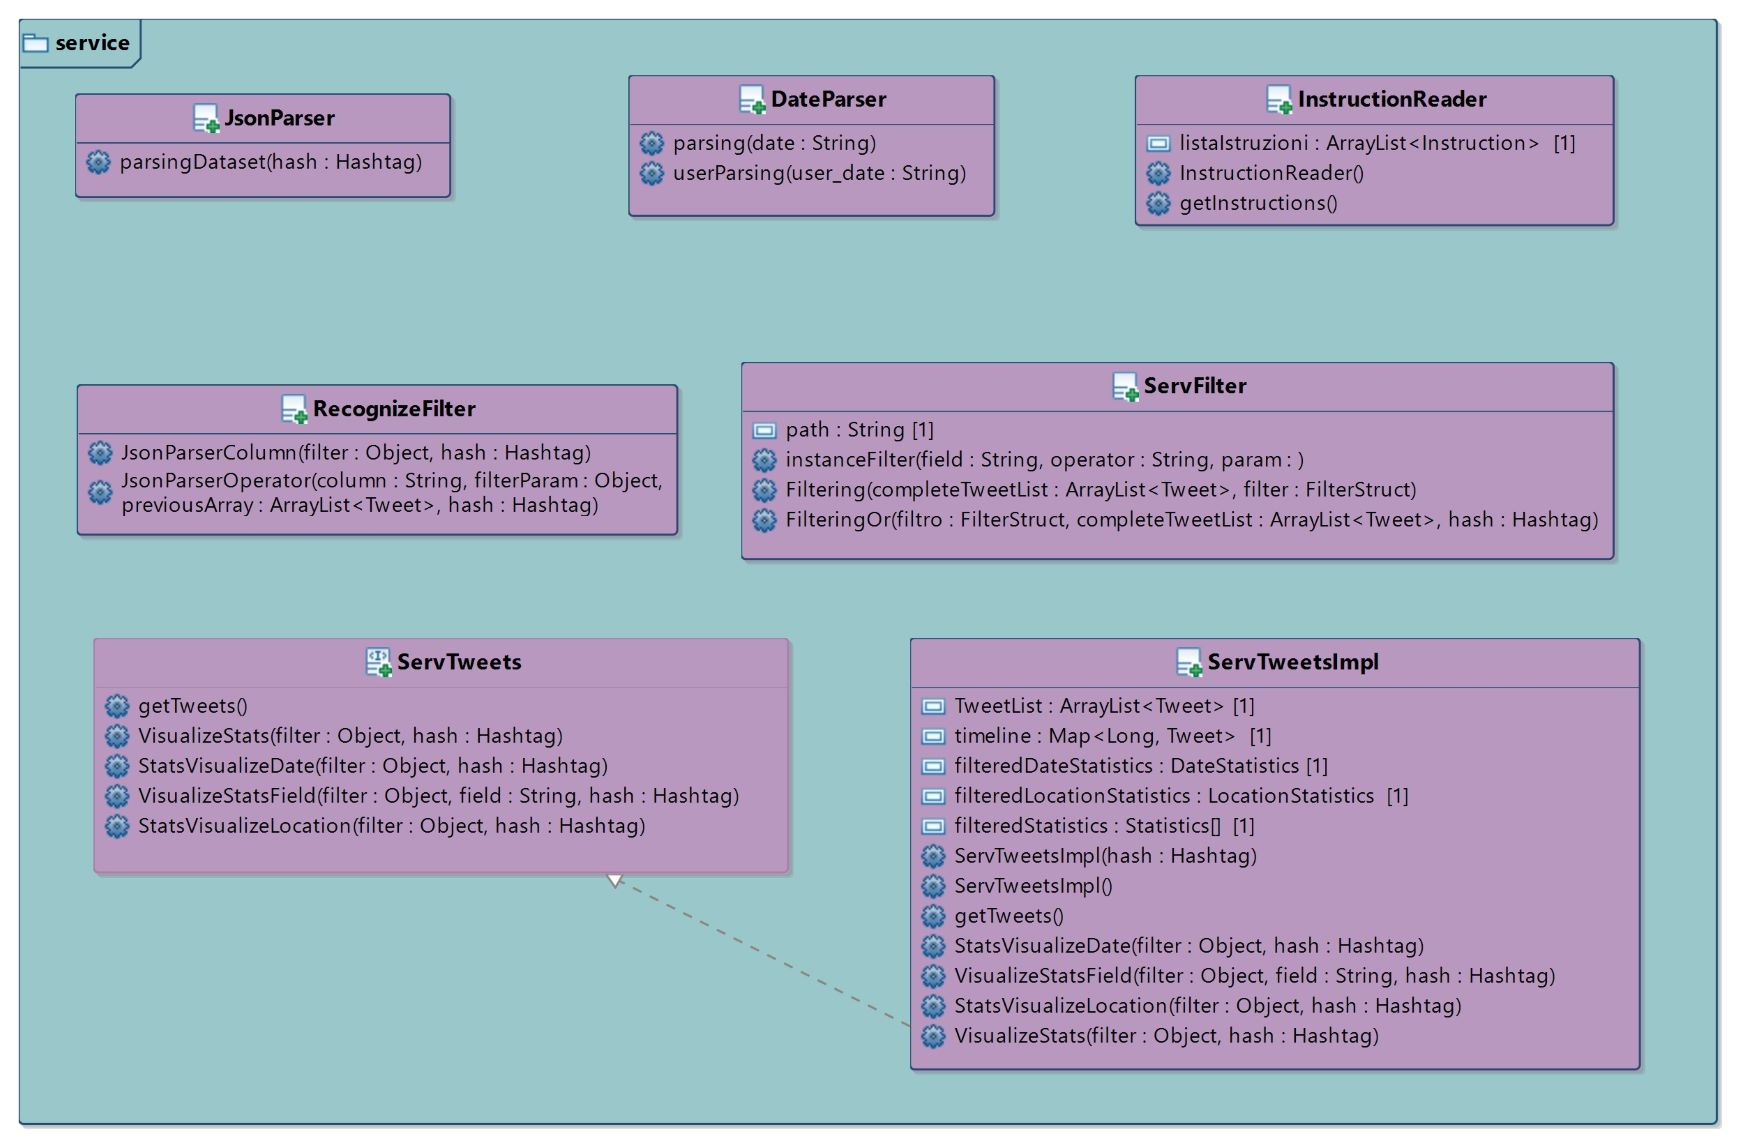 service
JsonParser
parsingDataset(hash : Hashtag)
DateParser
parsing(date : String)
userParsing(user_date : String)
InstructionReader
listaIstruzioni : ArrayList<Instruction> [1]
InstructionReader()
getInstructions()
RecognizeFilter
JsonParserColumn(filter : Object, hash : Hashtag)
JsonParserOperator(column : String, filterParam : Object,
previousArray : ArrayList<Tweet>, hash : Hashtag)
ServFilter
path : String [1]
instanceFilter(field : String, operator : String, param : )
Filtering(completeTweetList : ArrayList<Tweet>, filter : FilterStruct)
FilteringOr(filtro : FilterStruct, completeTweetList : ArrayList<Tweet>, hash : Hashtag)
ServTweets
getTweets()
VisualizeStats(filter : Object, hash : Hashtag)
StatsVisualizeDate(filter : Object, hash : Hashtag)
VisualizeStatsField(filter : Object, field : String, hash : Hashtag)
StatsVisualizeLocation(filter : Object, hash : Hashtag)
ServTweetsImpl
TweetList : ArrayList<Tweet> [1]
timeline : Map<Long, Tweet> [1]
filteredDateStatistics : DateStatistics [1]
filteredLocationStatistics : LocationStatistics [1]
filteredStatistics : Statistics[] [1]
ServTweetsImpl(hash : Hashtag)
ServTweetsImpl()
getTweets()
StatsVisualizeDate(filter : Object, hash : Hashtag)
VisualizeStatsField(filter : Object, field : String, hash : Hashtag)
StatsVisualizeLocation(filter : Object, hash : Hashtag)
VisualizeStats(filter : Object, hash : Hashtag)